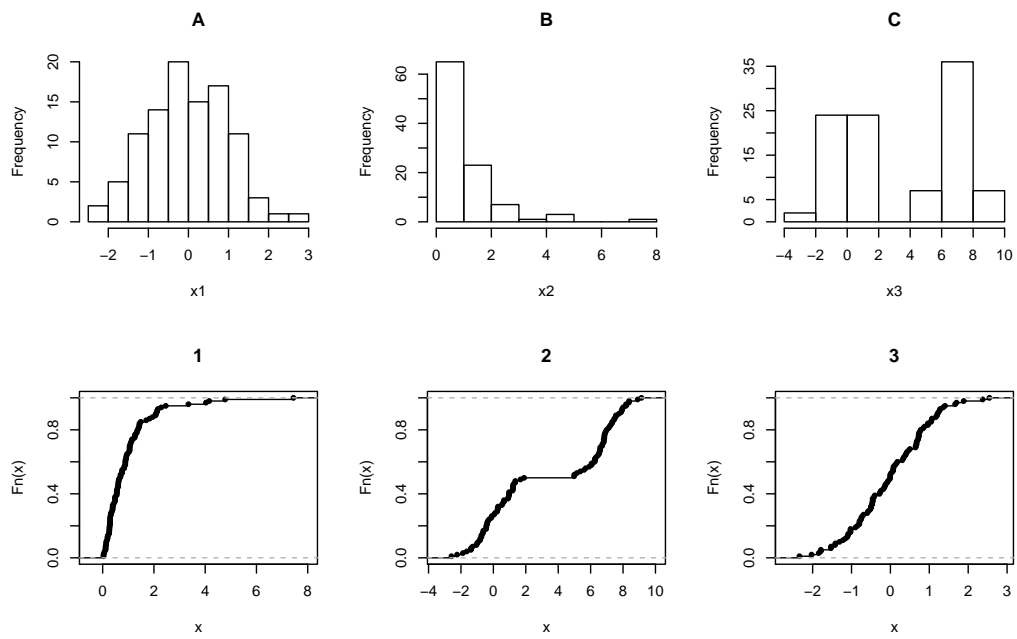 A
B
C
Frequency
0 5 10 15 20
−2 −1 0 1 2 3
x1
Frequency
0 20 40 60
0 2 4 6 8
x2
Frequency
0 5 15 25 35
−4 −2 0 2 4 6 8 10
x3
1
2
3
Fn(x)
0.0 0.4 0.8
0 2 4 6 8
x
Fn(x)
0.0 0.4 0.8
−4 −2 0 2 4 6 8 10
x
Fn(x)
0.0 0.4 0.8
−2 −1 0 1 2 3
x